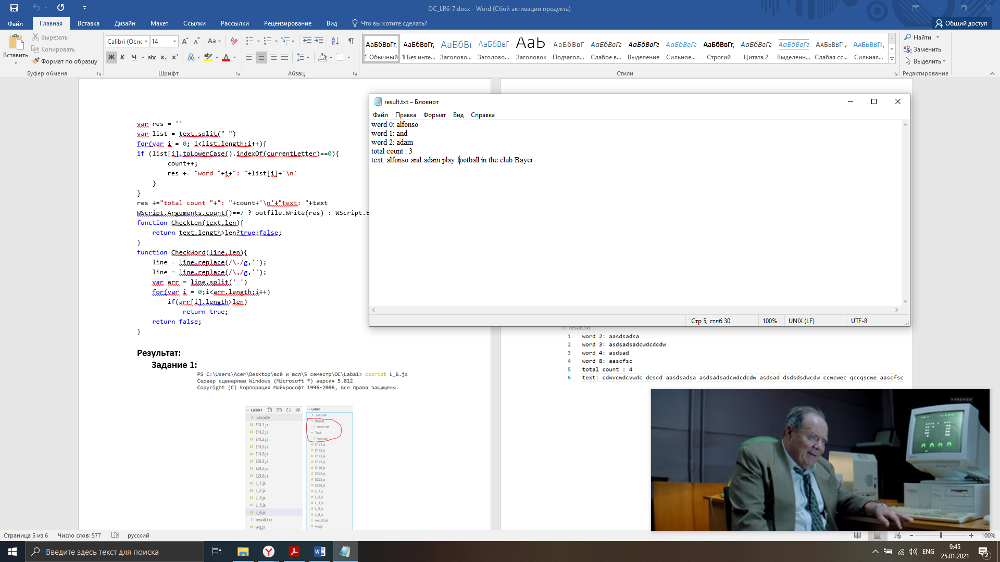 OC_LR6-7.docx - Word (Сбой активации продукта)
Файл Главная Вставка Дизайн Макет Ссылки Рассылки Рецензирование Вид Что вы хотите сделать? Общий доступ
Вставить
Вырезать
Копировать
Формат по образцу
Буфер обмена
Calibri (Осно 14
Ж К Ч abc x₂ x²
Шрифт
Абзац
АаБбВвГг, АаБбВвГг, АаБбВв АаБбВвГ АаЬ АаБбВвГ АаБбВвГг АаБбВвГг АаБбВвГг АаБбВвГг, АаБбВвГг АаБбВвГг АаБбВвГг, АаБбВвГг,
¶ Обычный ¶ Без инте... Заголово... Заголово... Заголовок Подзагол... Слабое в... Выделение Сильное... Строгий Цитата 2 Выделенн... Слабая сс... Сильная...
Стили
Найти
Заменить
Выделить
Редактирование
var res = ''
var list = text.split(" ")
for(var i = 0; i<list.length;i++){
if (list[i].toLowerCase().indexOf(currentLetter)==0){
count++;
res += "word "+i+": "+list[i]+'\n'
}
}
res +="total count "+": "+count+'\n'+"text: "+text
WScript.Arguments.count()==7 ? outfile.Write(res) : WScript.E
function CheckLen(text,len){
return text.length>len?true:false;
}
function CheckWord(line,len){
line = line.replace(/\./g,'');
line = line.replace(/\,/g,'');
var arr = line.split(' ')
for(var i = 0;i<arr.length;i++)
if(arr[i].length>len)
return true;
return false;
}
Результат:
Задание 1:
PS C:\Users\Acer\Desktop\всё и вся\5 семестр\ОС\Laba1> cscript L_6.js
Сервер сценариев Windows (Microsoft ®) версия 5.812
Copyright (C) Корпорация Майкрософт 1996-2006, все права защищены.
LABA1
.vscode
E1L1.js
E1L2.js
E1L3.js
E1L5.js
E1L6.js
E2L3.js
E2L5.js
E2L6.js
L_1.js
L_2.js
L_3.js
L_5.js
L_6.js
result.txt
wq.js
LABA1
.vscode
Result
test1.txt
Test
test.txt
E1L1.js
E1L2.js
E1L3.js
E1L5.js
E1L6.js
E2L3.js
E2L5.js
E2L6.js
L_1.js
L_2.js
L_3.js
L_5.js
L_6.js
result.txt
wq.js
result.txt – Блокнот
Файл Правка Формат Вид Справка
word 0: alfonso
word 1: and
word 2: adam
total count : 3
text: alfonso and adam play football in the club Bayer
Стр 5, стлб 30 100% UNIX (LF) UTF-8
result.txt
1 word 2: aasdsadsa
2 word 3: asdsadsadcwdcdcdw
3 word 4: asdsad
4 word 8: aascfsc
5 total count : 4
6 text: cdwvcwdcvwdc dcscd aasdsadsa asdsadsadcwdcdcdw asdsad dsdsdsdwcdw ccwcwec qccqscwe aascfsc
PREMIER
Страница 5 из 6 Число слов: 577 русский 100%
Введите здесь текст для поиска
ENG
9:45
25.01.2021
2